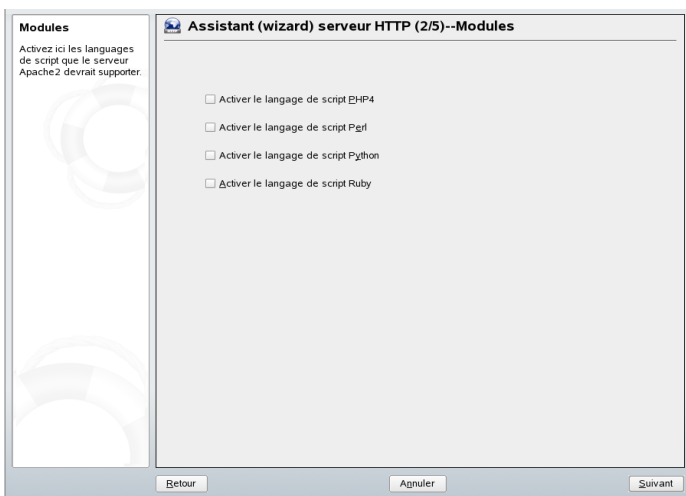 Modules
Activez ici les languages
de script que le serveur
Apache2 devrait supporter.
Assistant (wizard) serveur HTTP (2/5)--Modules
Activer le langage de script PHP4
Activer le langage de script Perl
Activer le langage de script Python
Activer le langage de script Ruby
Retour
Annuler
Suivant